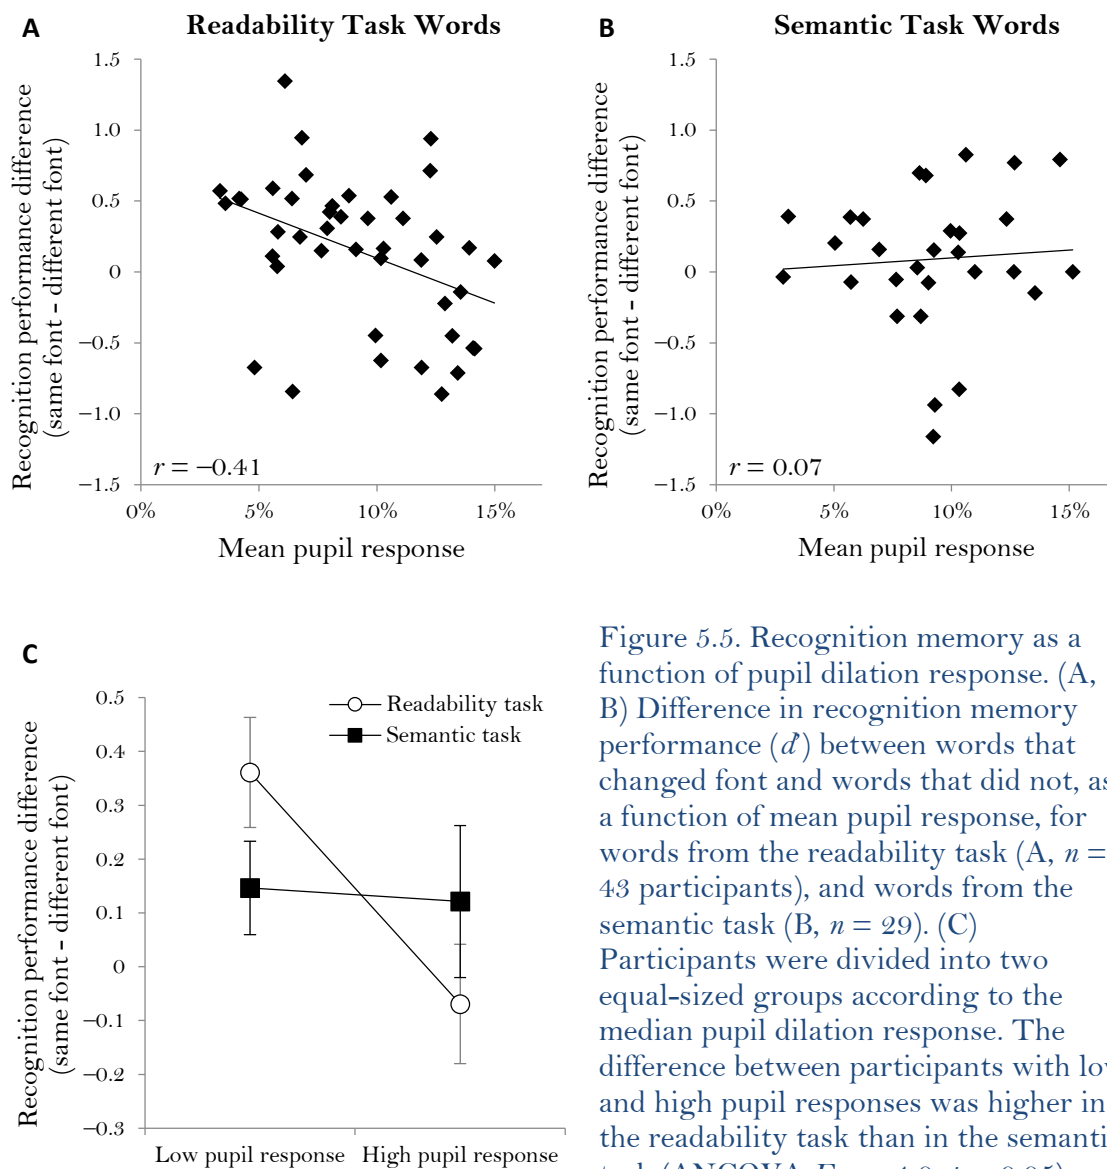 A
Readability Task Words
Recognition performance difference
(same font - different font)
1.5
1.0
0.5
0
−0.5
−1.0
−1.5
r = −0.41
0%
5%
10%
15%
Mean pupil response
B
Semantic Task Words
Recognition performance difference
(same font - different font)
1.5
1.0
0.5
0
−0.5
−1.0
−1.5
r = 0.07
0%
5%
10%
15%
Mean pupil response
C
Recognition performance difference
(same font - different font)
0.5
0.4
0.3
0.2
0.1
0
−0.1
−0.2
−0.3
Readability task
Semantic task
Low pupil response
High pupil response
Figure 5.5. Recognition memory as a
function of pupil dilation response. (A,
B) Difference in recognition memory
performance (d') between words that
changed font and words that did not, as
a function of mean pupil response, for
words from the readability task (A, n =
43 participants), and words from the
semantic task (B, n = 29). (C)
Participants were divided into two
equal-sized groups according to the
median pupil dilation response. The
difference between participants with low
and high pupil responses was higher in
the readability task than in the semanti